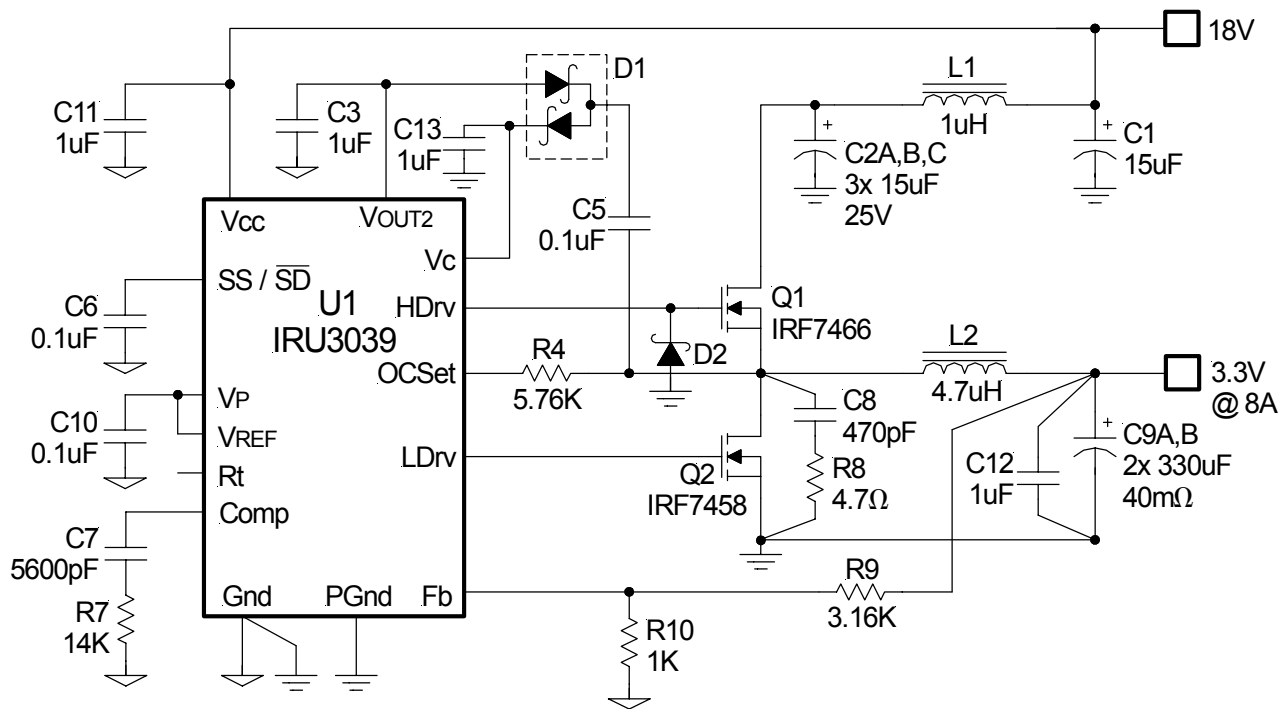 18V
D1
L1
1uH
C11
1uF
C3
1uF
C13
1uF
C2A,B,C
3x 15uF
25V
C1
15uF
C5
0.1uF
Vcc
VOUT2
Vc
SS / S̅D̅
U1
IRU3039
HDrv
OCSet
C6
0.1uF
Q1
IRF7466
D2
R4
5.76K
L2
4.7uH
3.3V
@ 8A
C10
0.1uF
VP
VREF
Rt
Comp
LDrv
C8
470pF
R8
4.7Ω
Q2
IRF7458
C12
1uF
C9A,B
2x 330uF
40mΩ
C7
5600pF
R7
14K
Gnd
PGnd
Fb
R9
3.16K
R10
1K